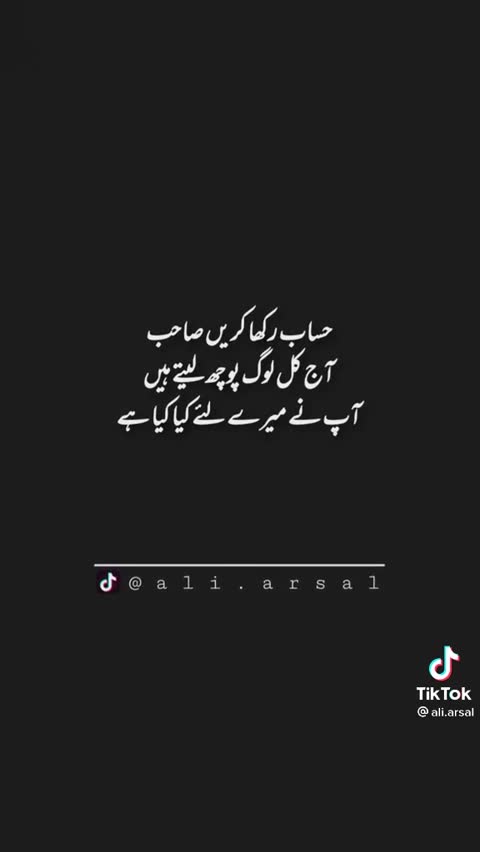 حساب رکھا کریں صاحب
آج کل لوگ پوچھ لیتے ہیں
آپ نے میرے لئے کیا کیا ہے
@ali.arsal
TikTok
@ali.arsal